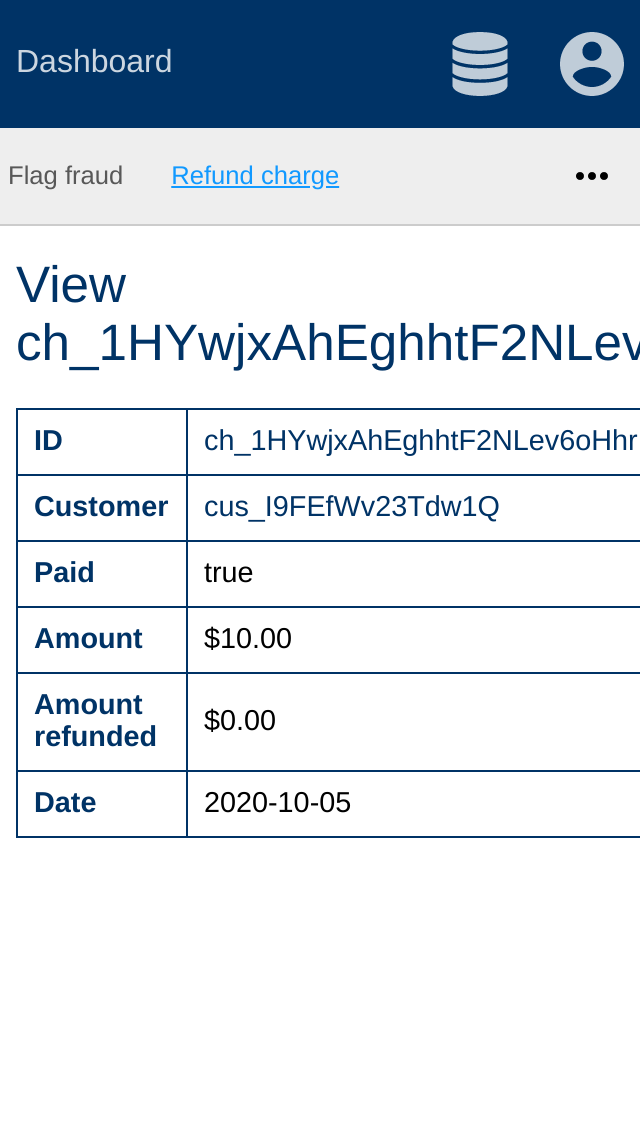 Dashboard
Flag fraud Refund charge
View
ch_1HYwjxAhEghhtF2NLev
ID ch_1HYwjxAhEghhtF2NLev6oHhr
Customer cus_I9FEfWv23Tdw1Q
Paid true
Amount $10.00
Amount
refunded $0.00
Date 2020-10-05